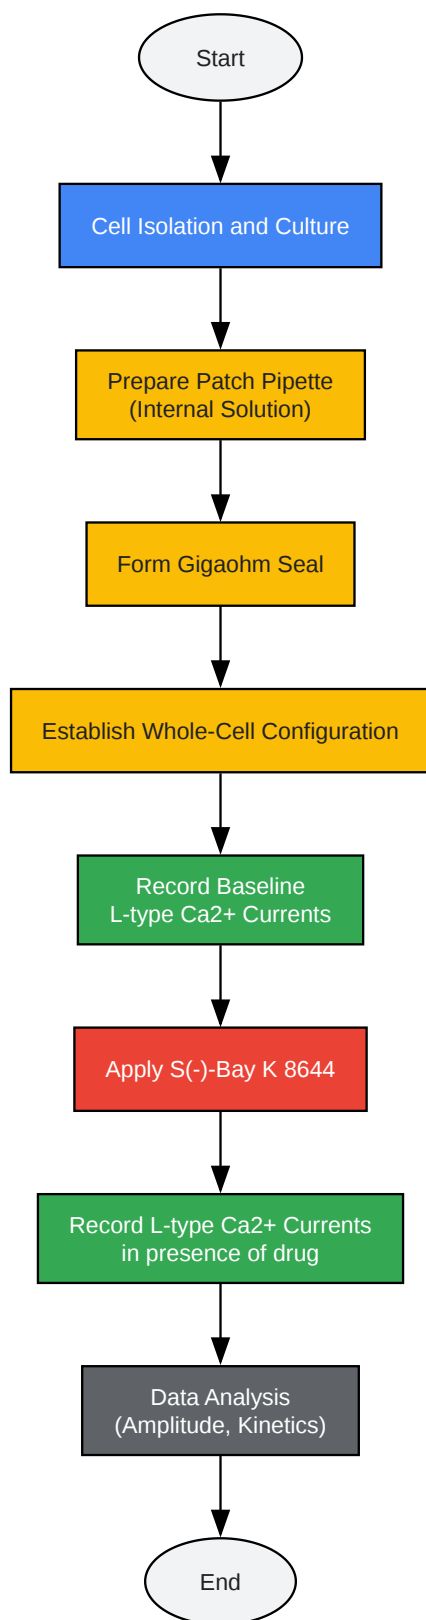 Start
Cell Isolation and Culture
Prepare Patch Pipette
(Internal Solution)
Form Gigaohm Seal
Establish Whole-Cell Configuration
Record Baseline
L-type Ca2+ Currents
Apply S(-)-Bay K 8644
Record L-type Ca2+ Currents
in presence of drug
Data Analysis
(Amplitude, Kinetics)
End